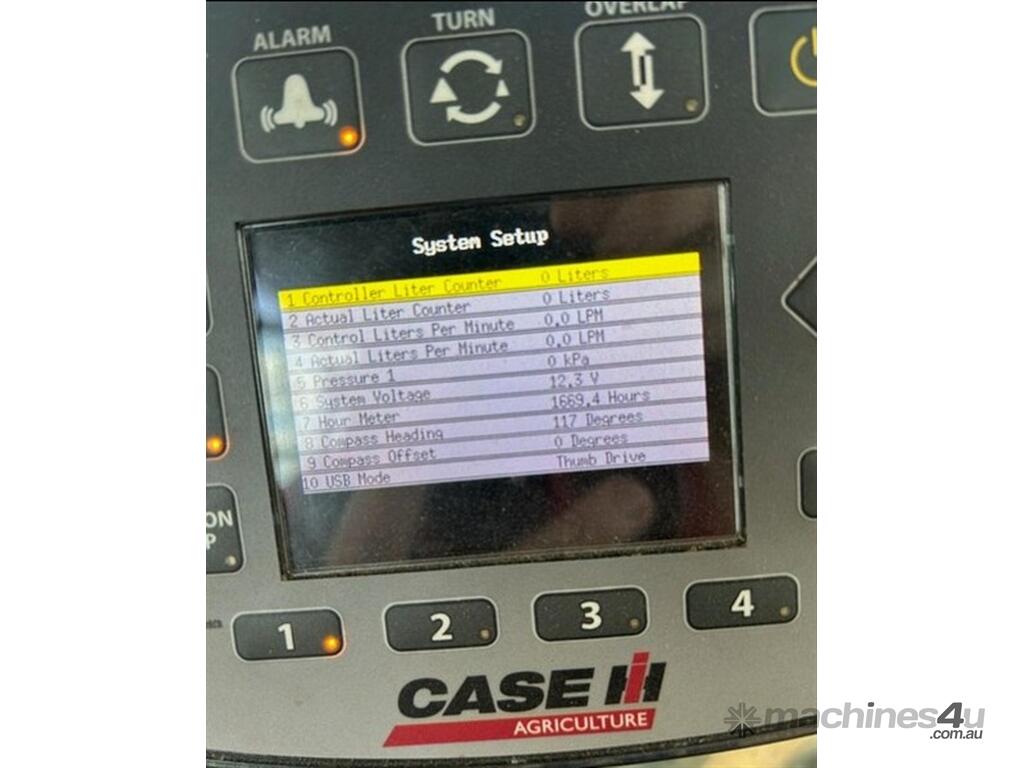 ALARM
TURN
OVERLAP
System Setup
1 Controller Liter Counter 0 Liters
2 Actual Liter Counter 0 Liters
3 Control Liters Per Minute 0.0 LPM
4 Actual Liters Per Minute 0.0 LPM
5 Pressure 1 0 kPa
6 System Voltage 12.3 V
7 Hour Meter 1669.4 Hours
8 Compass Heading 117 Degrees
9 Compass Offset 0 Degrees
10 USB Mode Thumb Drive
ON
P
1
2
3
4
CASE IH
AGRICULTURE
machines4u
.com.au